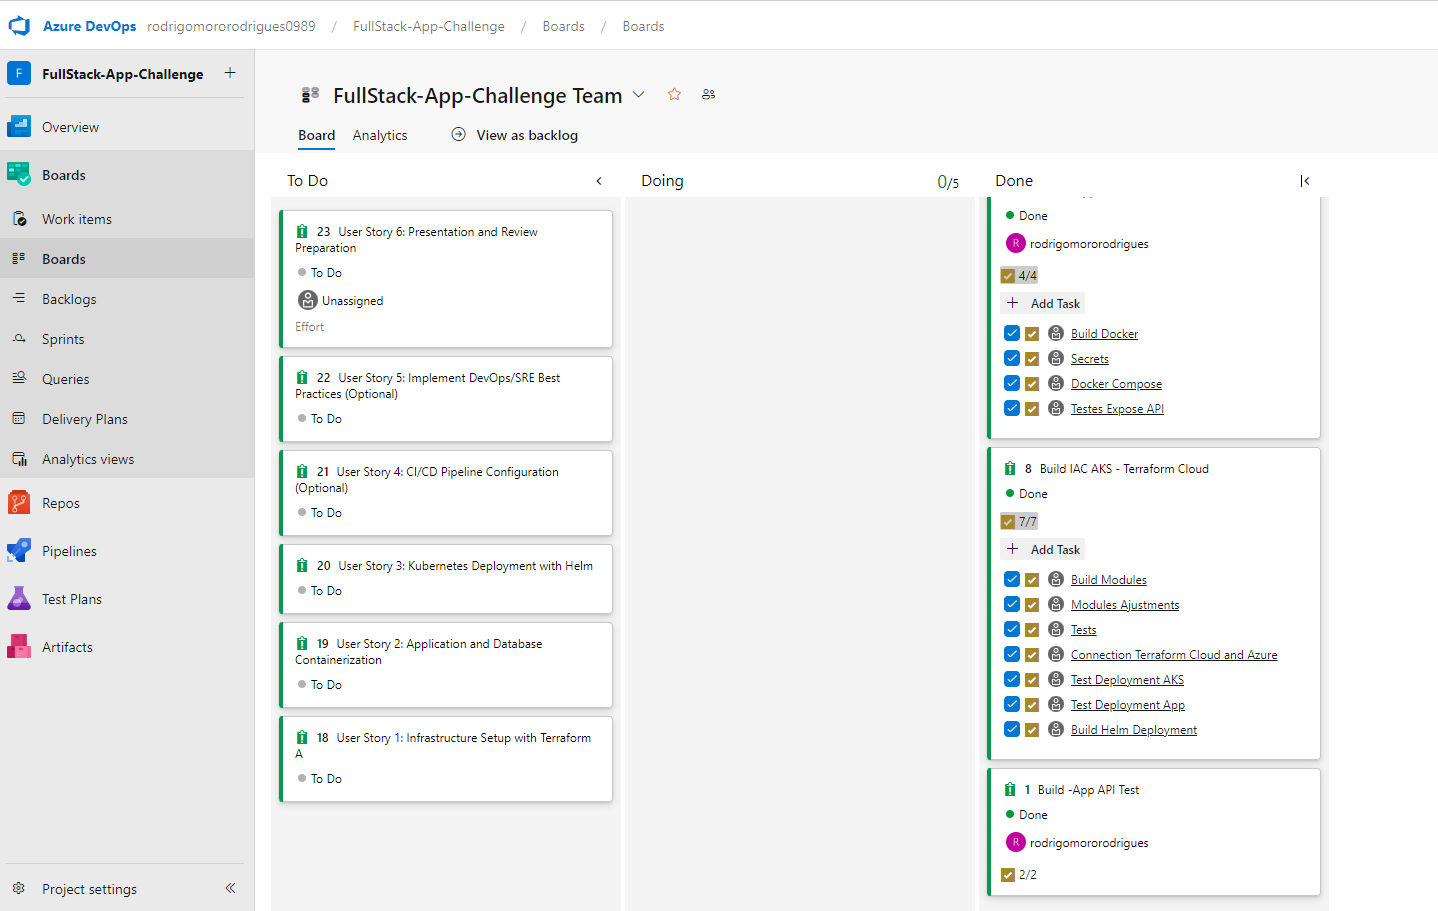 Azure DevOps rodrigomororodrigues0989 / FullStack-App-Challenge / Boards / Boards
F FullStack-App-Challenge +
Overview
Boards
Work items
Boards
Backlogs
Sprints
Queries
Delivery Plans
Analytics views
Repos
Pipelines
Test Plans
Artifacts
Project settings
FullStack-App-Challenge Team
Board Analytics View as backlog
To Do
23 User Story 6: Presentation and Review
Preparation
To Do
Unassigned
Effort
22 User Story 5: Implement DevOps/SRE Best
Practices (Optional)
To Do
21 User Story 4: CI/CD Pipeline Configuration
(Optional)
To Do
20 User Story 3: Kubernetes Deployment with Helm
To Do
19 User Story 2: Application and Database
Containerization
To Do
18 User Story 1: Infrastructure Setup with Terraform
A
To Do
Doing 0/5
Done
Done
R rodrigomororodrigues
4/4
+ Add Task
Build Docker
Secrets
Docker Compose
Testes Expose API
8 Build IAC AKS - Terraform Cloud
Done
7/7
+ Add Task
Build Modules
Modules Ajustments
Tests
Connection Terraform Cloud and Azure
Test Deployment AKS
Test Deployment App
Build Helm Deployment
1 Build -App API Test
Done
R rodrigomororodrigues
2/2